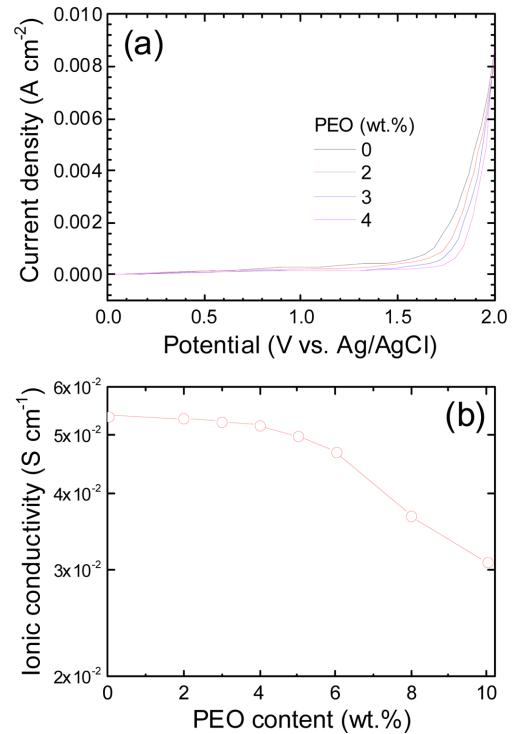 (a)
0.010
0.008
0.006
0.004
0.002
0.000
Current density (A cm⁻²)
PEO (wt.%)
0
2
3
4
0.0 0.5 1.0 1.5 2.0
Potential (V vs. Ag/AgCl)
(b)
6x10⁻²
5x10⁻²
4x10⁻²
3x10⁻²
2x10⁻²
Ionic conductivity (S cm⁻¹)
0 2 4 6 8 10
PEO content (wt.%)